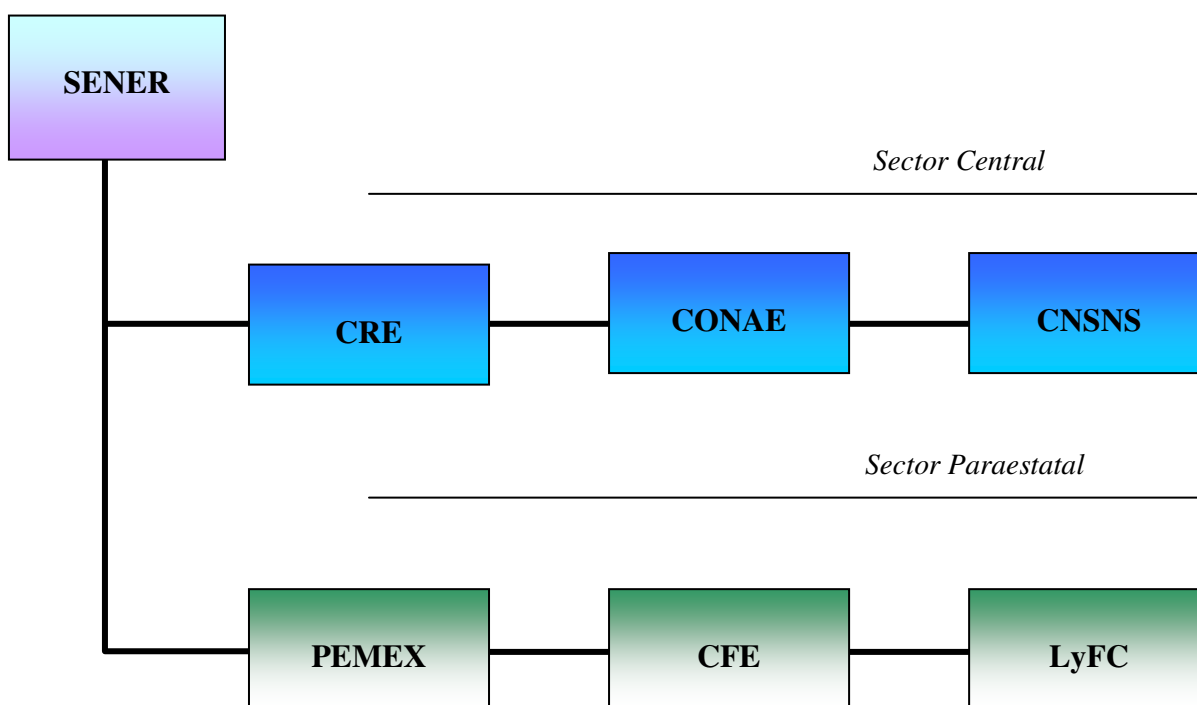 SENER
Sector Central
CRE
CONAE
CNSNS
Sector Paraestatal
PEMEX
CFE
LyFC